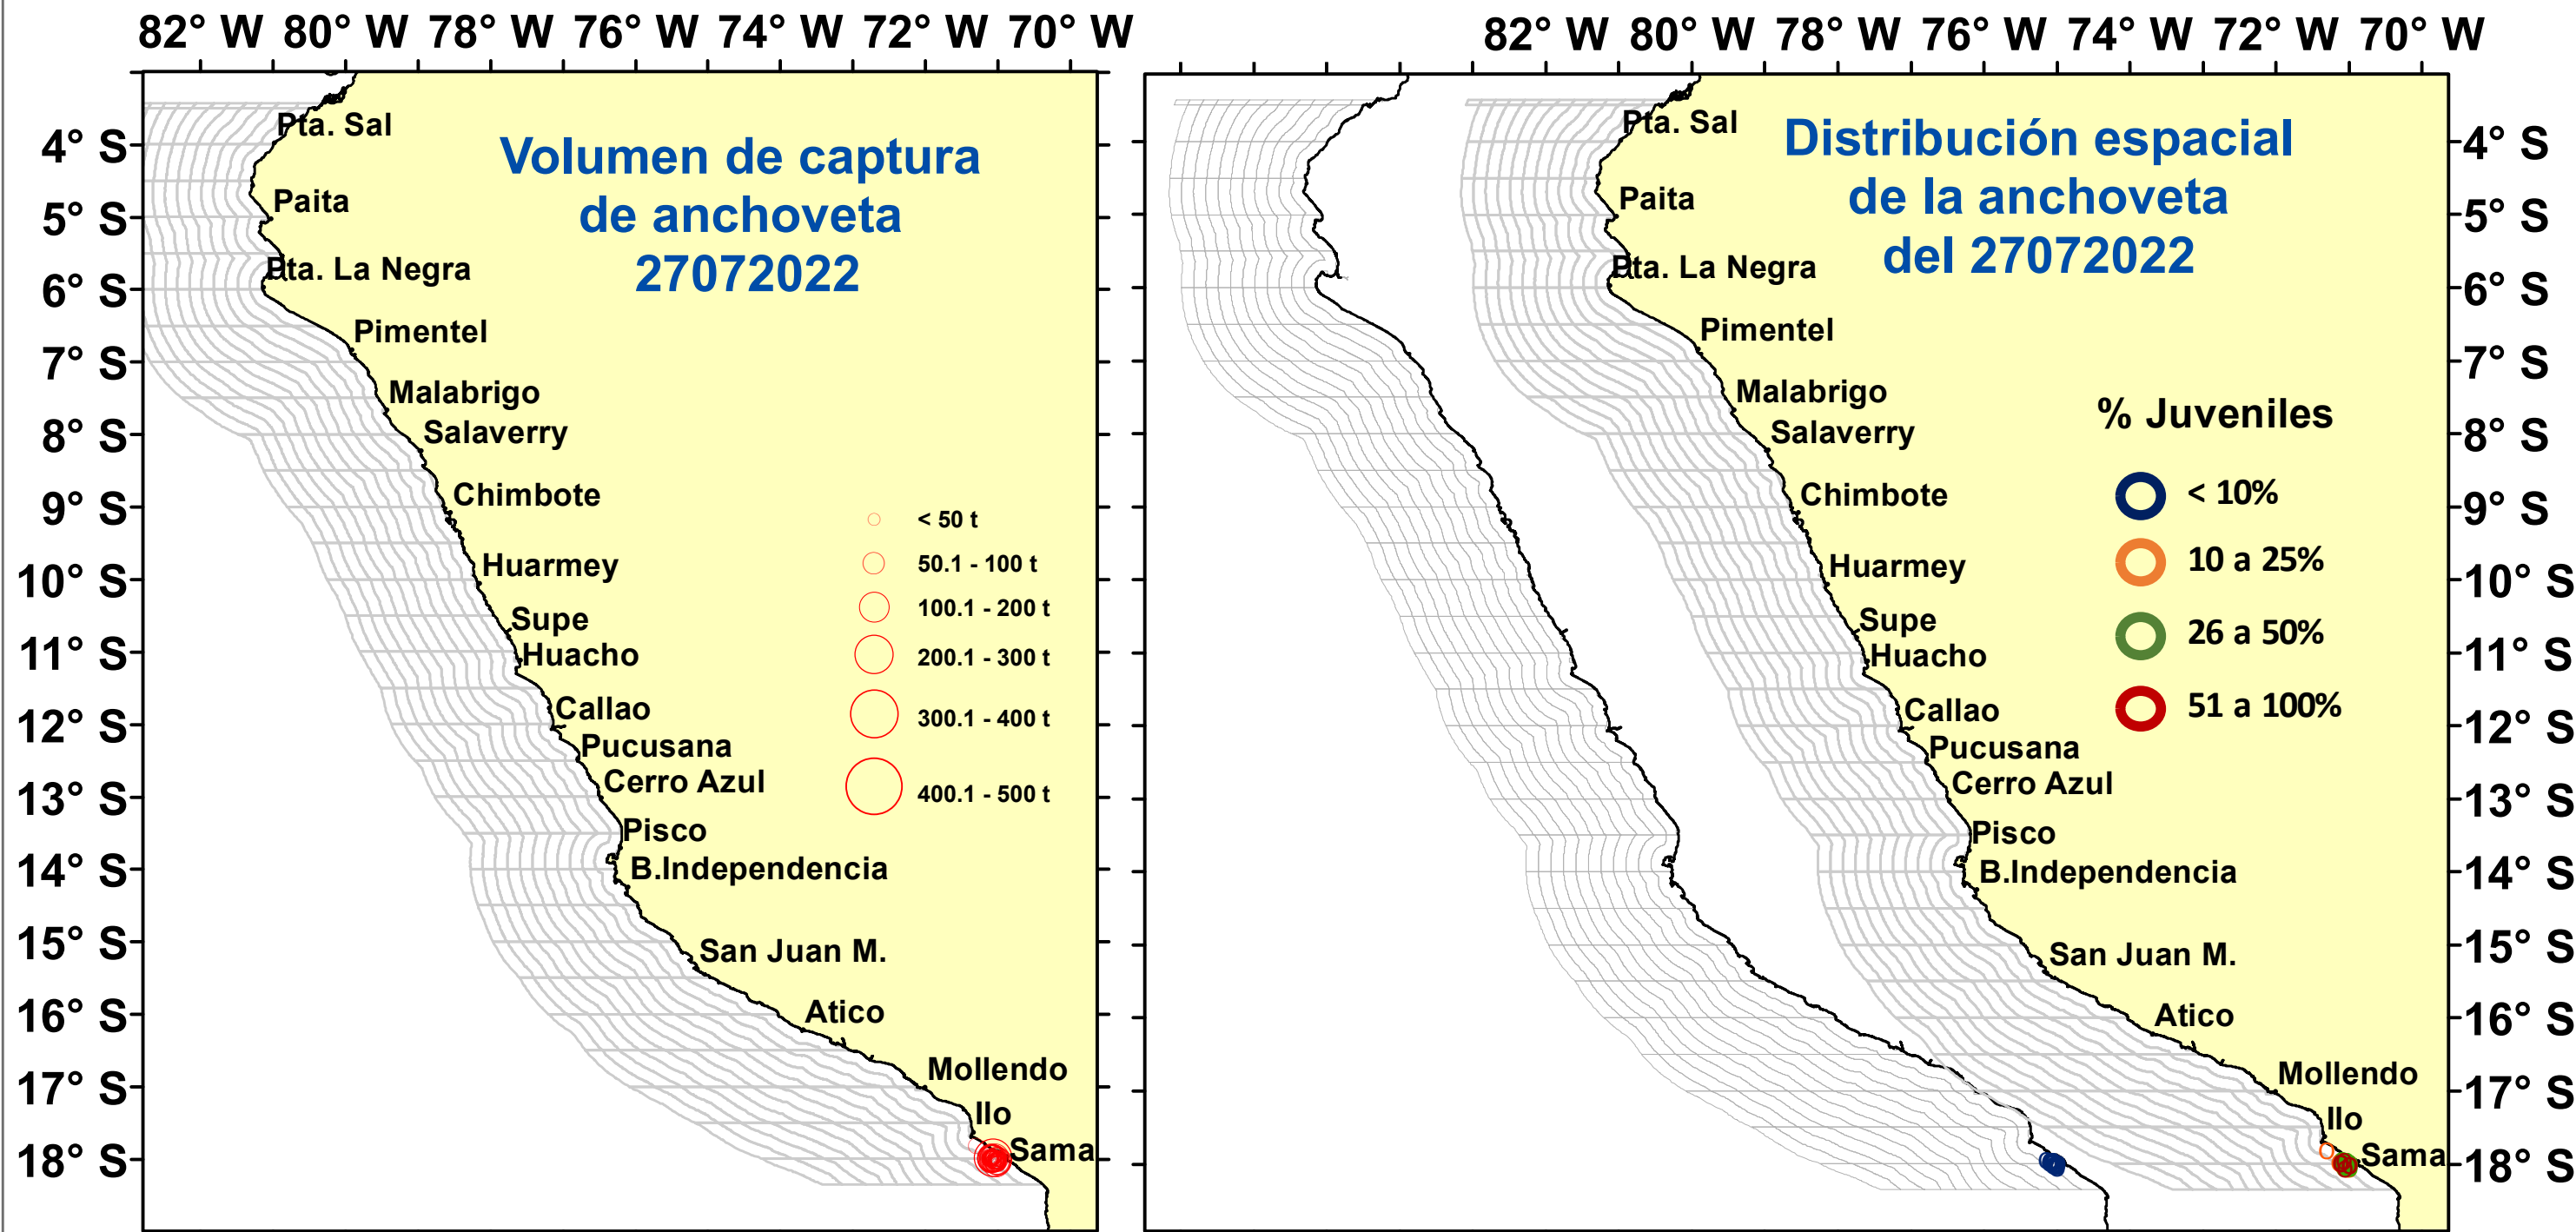 82° W 80° W 78° W 76° W 74° W 72° W 70° W
4° S
5° S
6° S
7° S
8° S
9° S
10° S
11° S
12° S
13° S
14° S
15° S
16° S
17° S
18° S
Volumen de captura
de anchoveta
27072022
Pta. Sal
Paita
Pta. La Negra
Pimentel
Malabrigo
Salaverry
Chimbote
Huarmey
Supe
Huacho
Callao
Pucusana
Cerro Azul
Pisco
B.Independencia
San Juan M.
Atico
Mollendo
Ilo
Sama
< 50 t
50.1 - 100 t
100.1 - 200 t
200.1 - 300 t
300.1 - 400 t
400.1 - 500 t
82° W 80° W 78° W 76° W 74° W 72° W 70° W
Distribución espacial
de la anchoveta
del 27072022
Pta. Sal
Paita
Pta. La Negra
Pimentel
Malabrigo
Salaverry
Chimbote
Huarmey
Supe
Huacho
Callao
Pucusana
Cerro Azul
Pisco
B.Independencia
San Juan M.
Atico
Mollendo
Ilo
Sama
% Juveniles
< 10%
10 a 25%
26 a 50%
51 a 100%
4° S
5° S
6° S
7° S
8° S
9° S
10° S
11° S
12° S
13° S
14° S
15° S
16° S
17° S
18° S